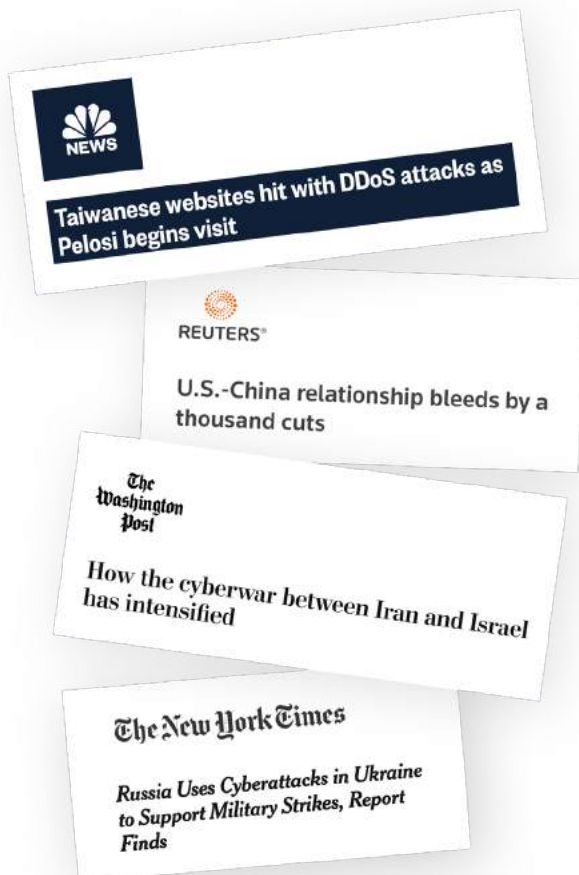 NEWS
Taiwanese websites hit with DDoS attacks as
Pelosi begins visit
REUTERS®
U.S.-China relationship bleeds by a
thousand cuts
The
Washington
Post
How the cyberwar between Iran and Israel
has intensified
The New York Times
Russia Uses Cyberattacks in Ukraine
to Support Military Strikes, Report
Finds